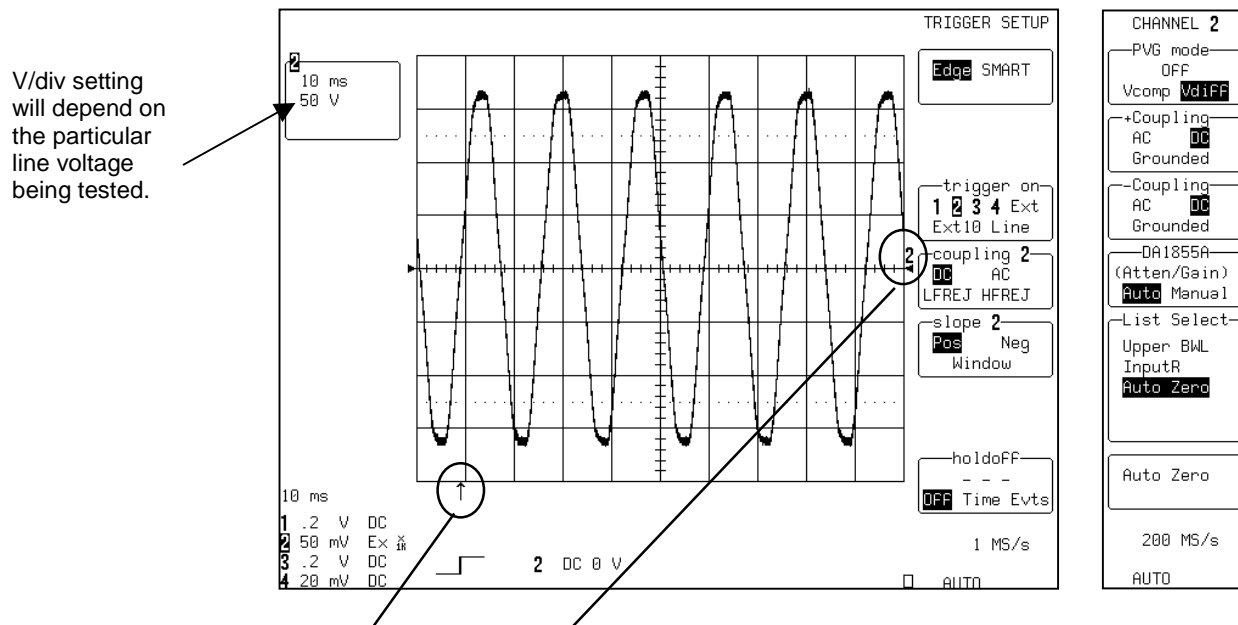 V/div setting
will depend on
the particular
line voltage
being tested.
2
10 ms
50 V
2
10 ms
1 .2 V DC
2 50 mV Ex
3 .2 V DC
4 20 mV DC
2 DC 0 V
TRIGGER SETUP
Edge SMART
trigger on
1 2 3 4 Ext
Ext10 Line
coupling 2
DC AC
LFREJ HFREJ
slope 2
Pos Neg
Window
holdoff
- - -
OFF Time Evts
1 MS/s
AUTO
CHANNEL 2
PVG mode
OFF
Vcomp Vdiff
+Coupling
AC DC
Grounded
-Coupling
AC DC
Grounded
DA1855A
(Atten/Gain)
Auto Manual
List Select
Upper BWL
InputR
Auto Zero
Auto Zero
200 MS/s
AUTO